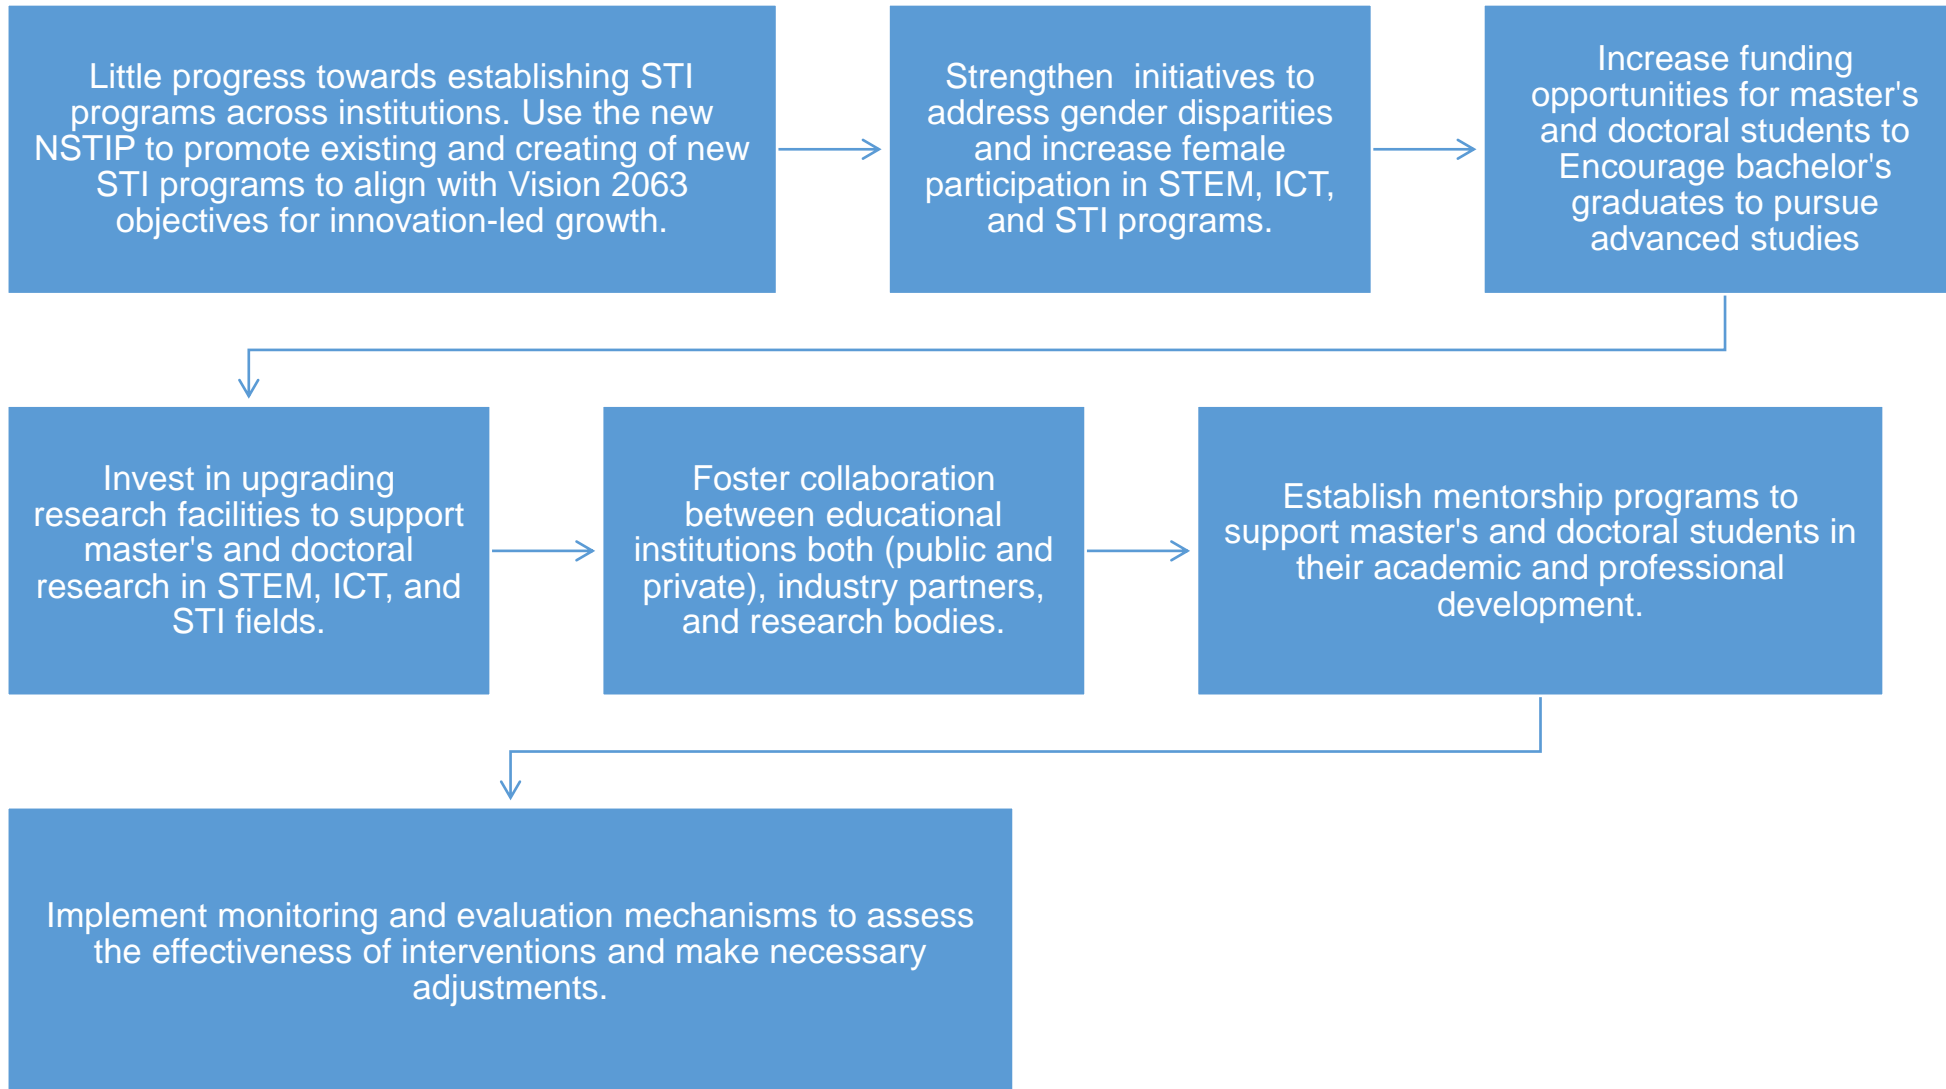 Little progress towards establishing STI
programs across institutions. Use the new
NSTIP to promote existing and creating of new
STI programs to align with Vision 2063
objectives for innovation-led growth.
Strengthen  initiatives to
address gender disparities
and increase female
participation in STEM, ICT,
and STI programs.
Increase funding
opportunities for master's
and doctoral students to
Encourage bachelor's
graduates to pursue
advanced studies
Invest in upgrading
research facilities to support
master's and doctoral
research in STEM, ICT, and
STI fields.
Foster collaboration
between educational
institutions both (public and
private), industry partners,
and research bodies.
Establish mentorship programs to
support master's and doctoral students in
their academic and professional
development.
Implement monitoring and evaluation mechanisms to assess
the effectiveness of interventions and make necessary
adjustments.